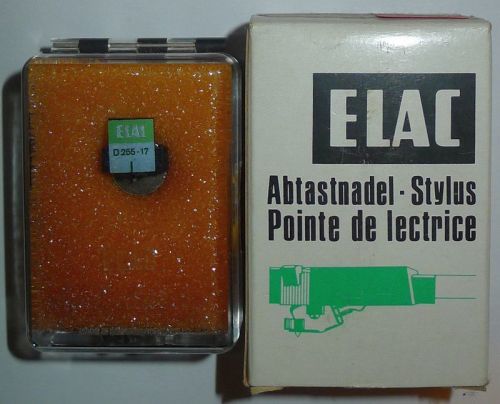 ELAC
D 255-17
ELAC
Abtastnadel · Stylus
Pointe de lectrice